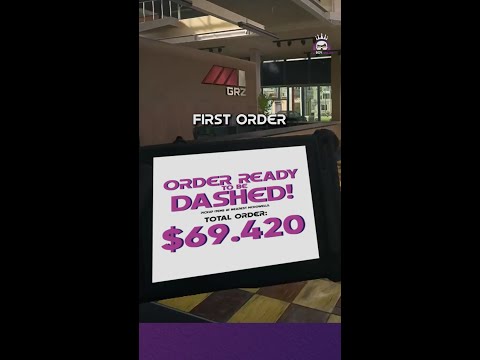 GRZ
FIRST ORDER
ORDER READY
TO BE
DASHED!
TOTAL ORDER:
$69.420